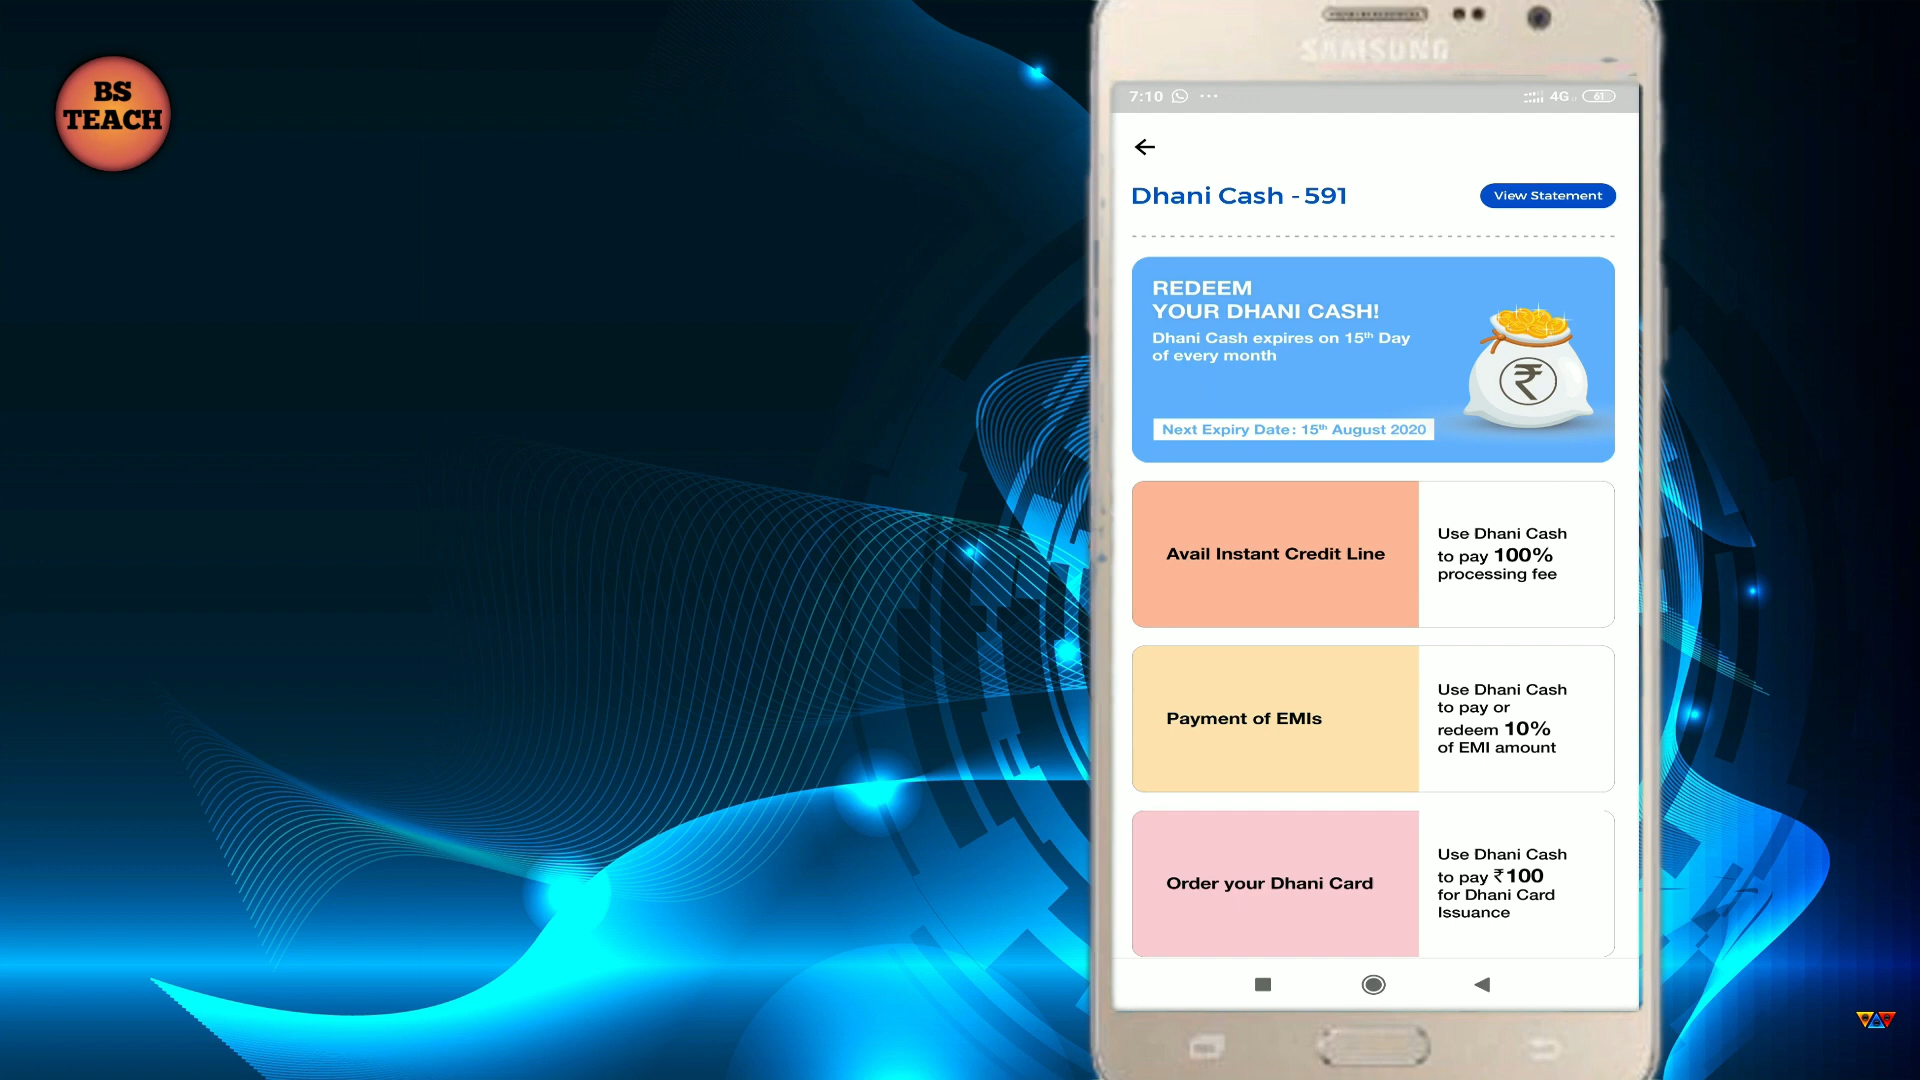 BS
TEACH
SAMSUNG
7:10
4G
61
Dhani Cash - 591
View Statement
REDEEM
YOUR DHANI CASH!
Dhani Cash expires on 15th Day
of every month
₹
Next Expiry Date: 15th August 2020
Avail Instant Credit Line
Use Dhani Cash
to pay 100%
processing fee
Payment of EMIs
Use Dhani Cash
to pay or
redeem 10%
of EMI amount
Order your Dhani Card
Use Dhani Cash
to pay ₹100
for Dhani Card
Issuance